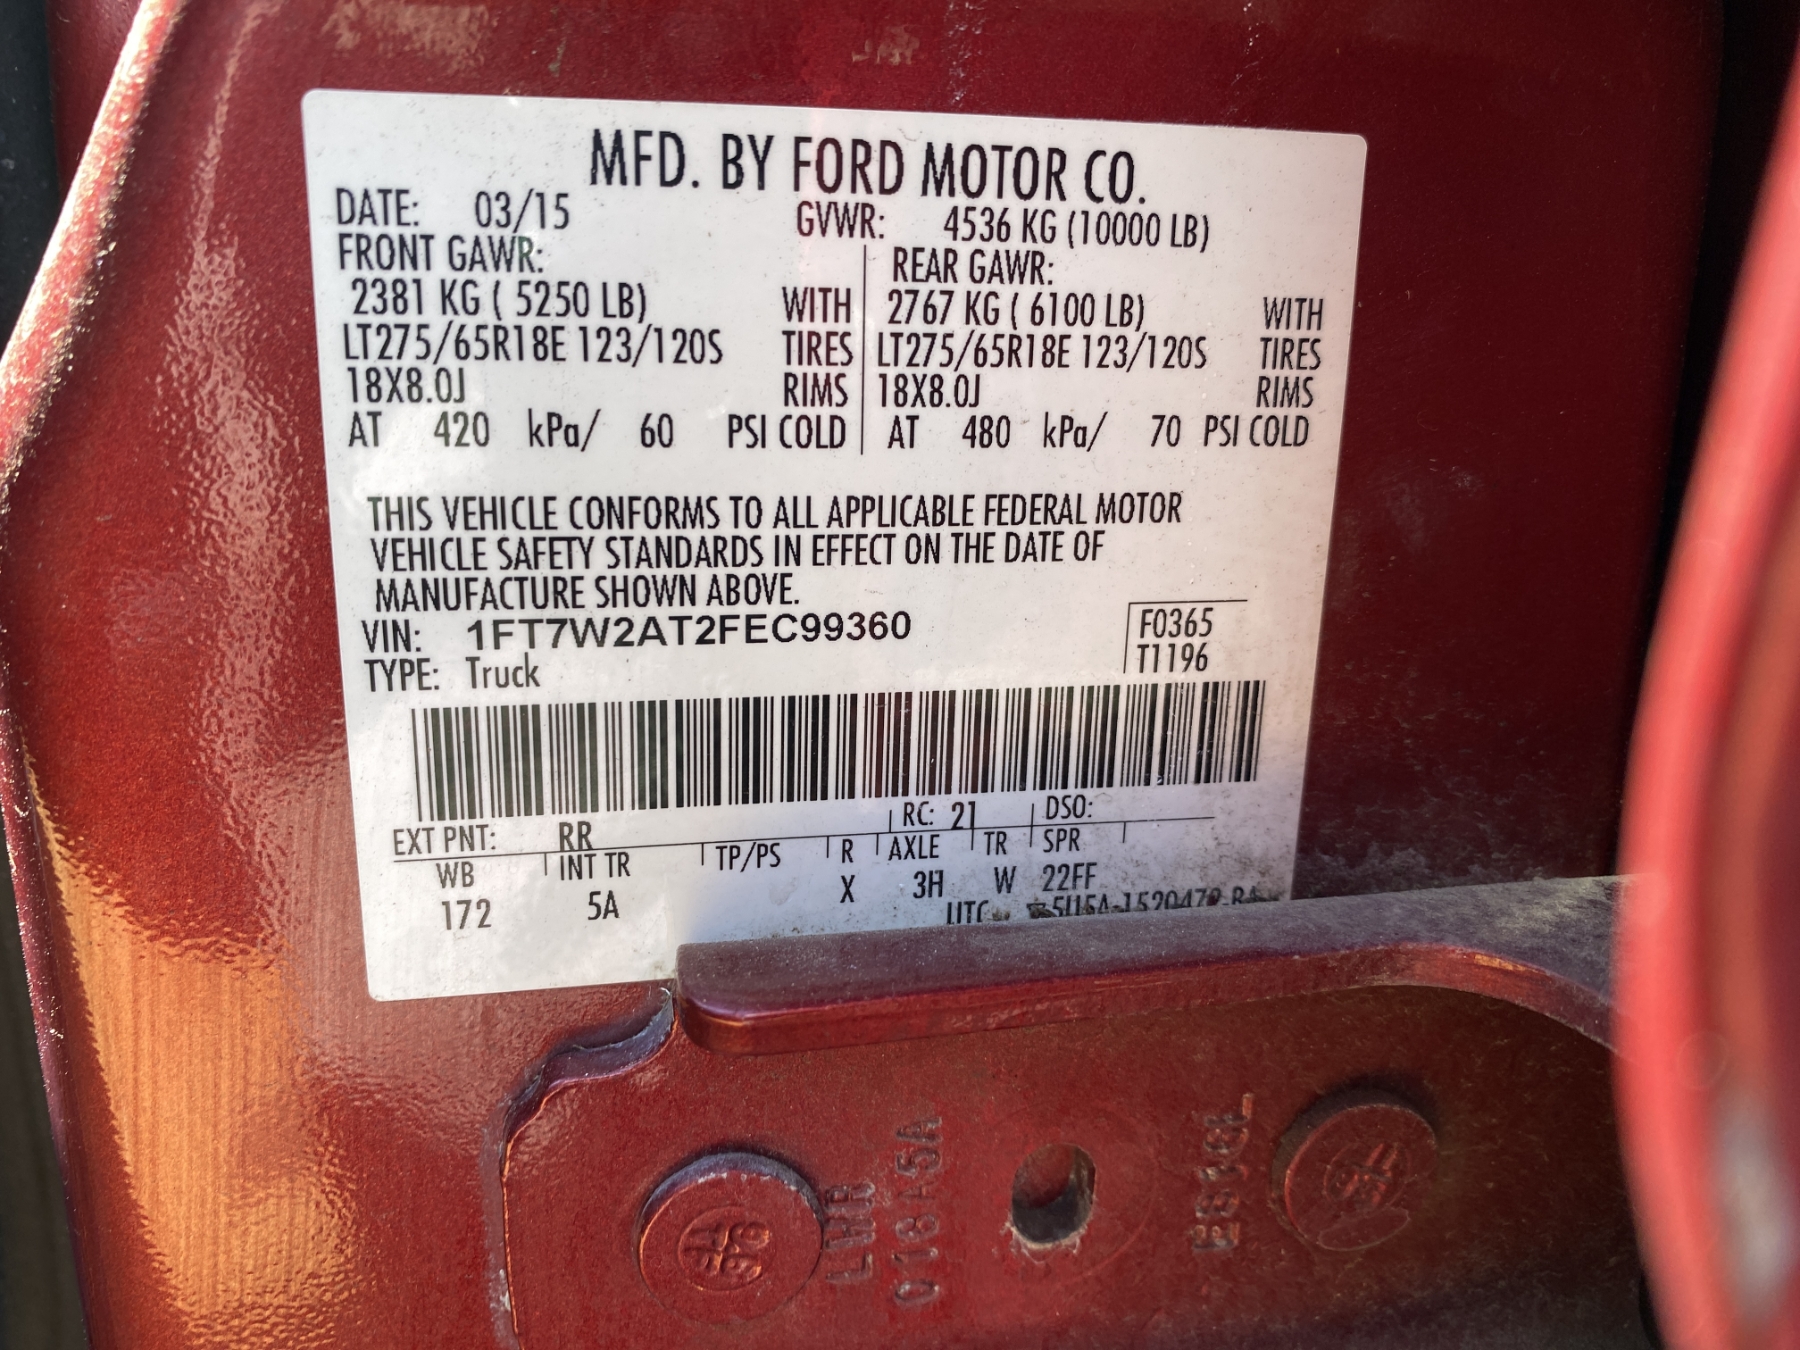 MFD. BY FORD MOTOR CO.
DATE: 03/15 GVWR: 4536 KG (10000 LB)
FRONT GAWR: REAR GAWR:
2381 KG ( 5250 LB) WITH 2767 KG ( 6100 LB) WITH
LT275/65R18E 123/120S TIRES LT275/65R18E 123/120S TIRES
18X8.0J RIMS 18X8.0J RIMS
AT 420 kPa/ 60 PSI COLD AT 480 kPa/ 70 PSI COLD
THIS VEHICLE CONFORMS TO ALL APPLICABLE FEDERAL MOTOR
VEHICLE SAFETY STANDARDS IN EFFECT ON THE DATE OF
MANUFACTURE SHOWN ABOVE.
VIN: 1FT7W2AT2FEC99360 F0365
TYPE: Truck T1196
EXT PNT: RR RC: 21 DSO:
WB INT TR TP/PS R AXLE TR SPR
172 5A X 3H W 22FF
LHR
018A5A